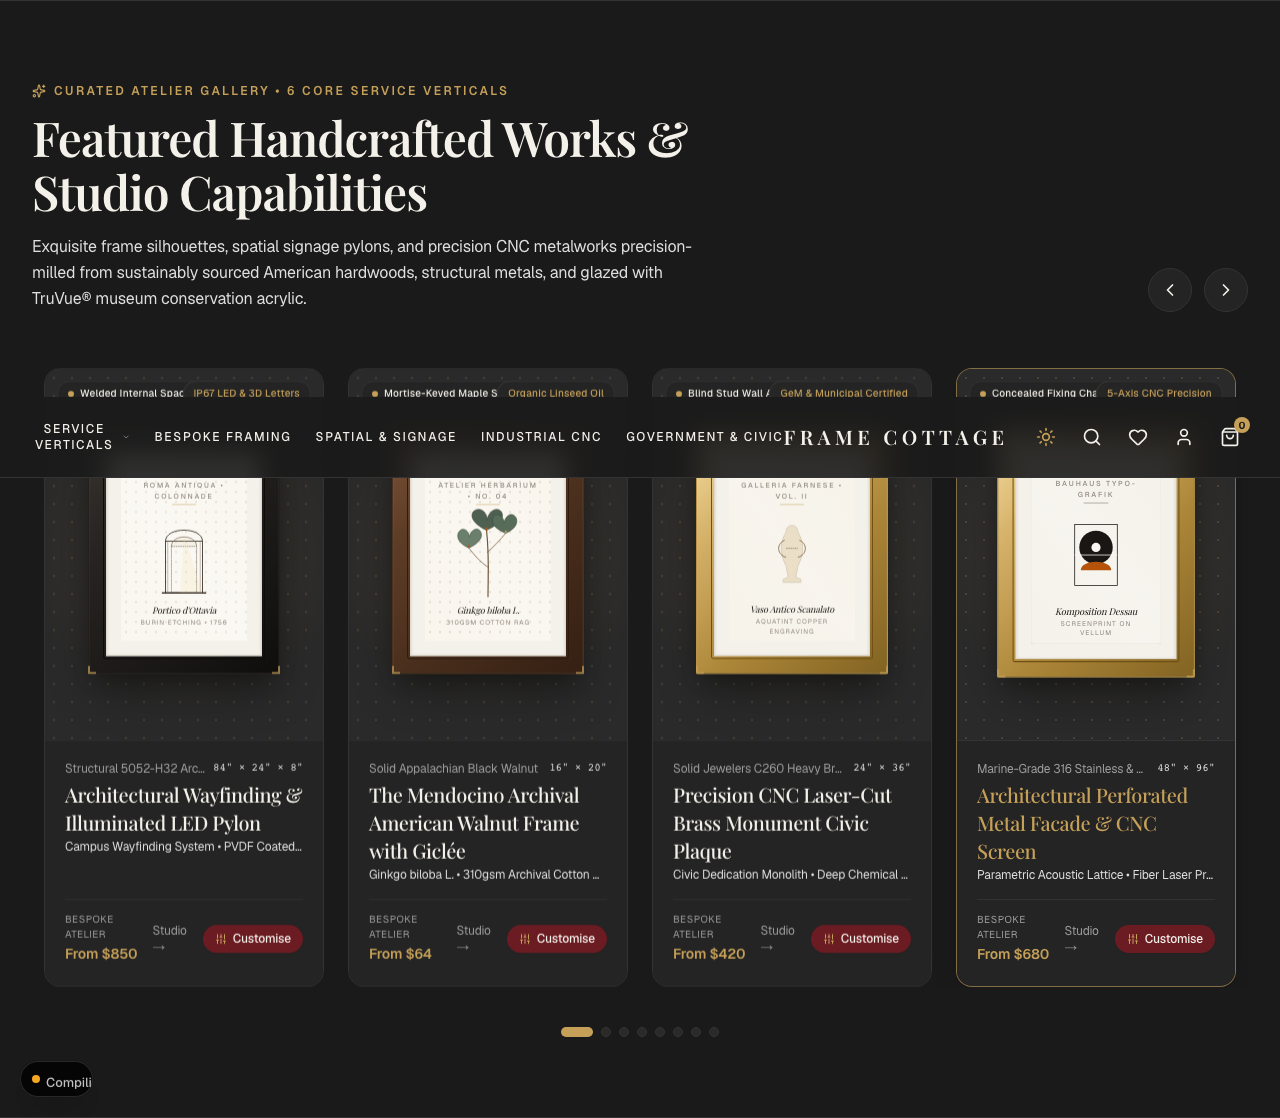 CURATED ATELIER GALLERY • 6 CORE SERVICE VERTICALS
Featured Handcrafted Works &
Studio Capabilities
Exquisite frame silhouettes, spatial signage pylons, and precision CNC metalworks precision-
milled from sustainably sourced American hardwoods, structural metals, and glazed with
TruVue® museum conservation acrylic.
Welded Internal Spac
IP67 LED & 3D Letters
Mortise-Keyed Maple S
Organic Linseed Oil
Blind Stud Wall A
GeM & Municipal Certified
Concealed Fixing Cha
5-Axis CNC Precision
SERVICE
VERTICALS
BESPOKE FRAMING
SPATIAL & SIGNAGE
INDUSTRIAL CNC
GOVERNMENT & CIVIC
FRAME COTTAGE
0
ROMA ANTIQUA •
COLONNADE
Portico d'Ottavia
BURIN ETCHING • 1756
ATELIER HERBARIUM
• NO. 04
Ginkgo biloba L.
310GSM COTTON RAG
GALLERIA FARNESE •
VOL. II
Vaso Antico Scanalato
AQUATINT COPPER
ENGRAVING
BAUHAUS TYPO-
GRAFIK
Komposition Dessau
SCREENPRINT ON
VELLUM
Structural 5052-H32 Arc... 84" × 24" × 8"
Architectural Wayfinding &
Illuminated LED Pylon
Campus Wayfinding System • PVDF Coated...
BESPOKE
ATELIER
From $850
Studio
→
Customise
Solid Appalachian Black Walnut 16" × 20"
The Mendocino Archival
American Walnut Frame
with Giclée
Ginkgo biloba L. • 310gsm Archival Cotton ...
BESPOKE
ATELIER
From $64
Studio
→
Customise
Solid Jewelers C260 Heavy Br... 24" × 36"
Precision CNC Laser-Cut
Brass Monument Civic
Plaque
Civic Dedication Monolith • Deep Chemical ...
BESPOKE
ATELIER
From $420
Studio
→
Customise
Marine-Grade 316 Stainless & ... 48" × 96"
Architectural Perforated
Metal Facade & CNC
Screen
Parametric Acoustic Lattice • Fiber Laser Pr...
BESPOKE
ATELIER
From $680
Studio
→
Customise
Compili